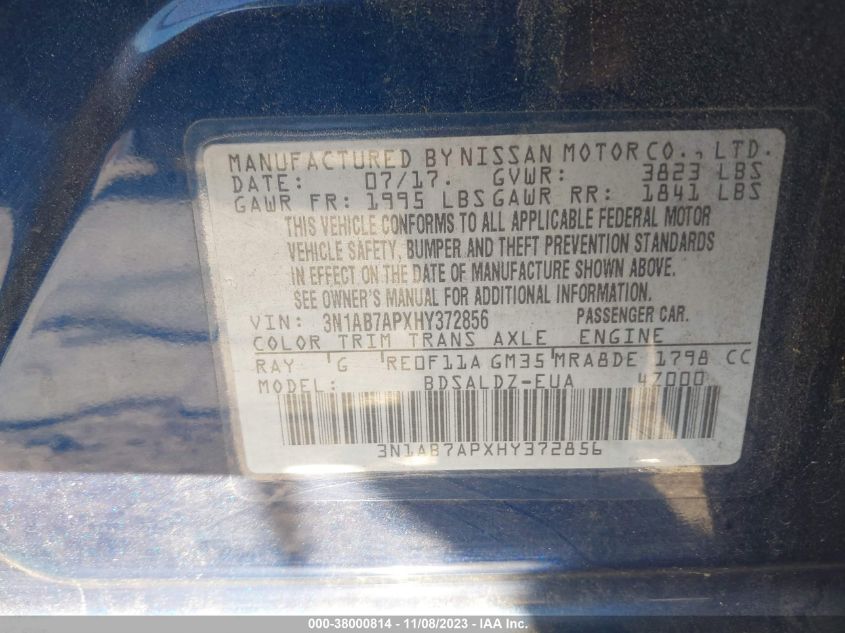 MANUFACTURED BY NISSAN MOTOR CO., LTD.
DATE: 07/17. GVWR: 3823 LBS
GAWR FR: 1995 LBS GAWR RR: 1841 LBS
THIS VEHICLE CONFORMS TO ALL APPLICABLE FEDERAL MOTOR
VEHICLE SAFETY, BUMPER AND THEFT PREVENTION STANDARDS
IN EFFECT ON THE DATE OF MANUFACTURE SHOWN ABOVE.
SEE OWNER'S MANUAL FOR ADDITIONAL INFORMATION.
VIN: 3N1AB7APXHY372856 PASSENGER CAR.
COLOR TRIM TRANS AXLE ENGINE
RAY G RE0F11A GM35 MRA8DE 1798 CC
MODEL: BDSALDZ-EUA 4Z000
3N1AB7APXHY372856
000-38000814 - 11/08/2023 - IAA Inc.